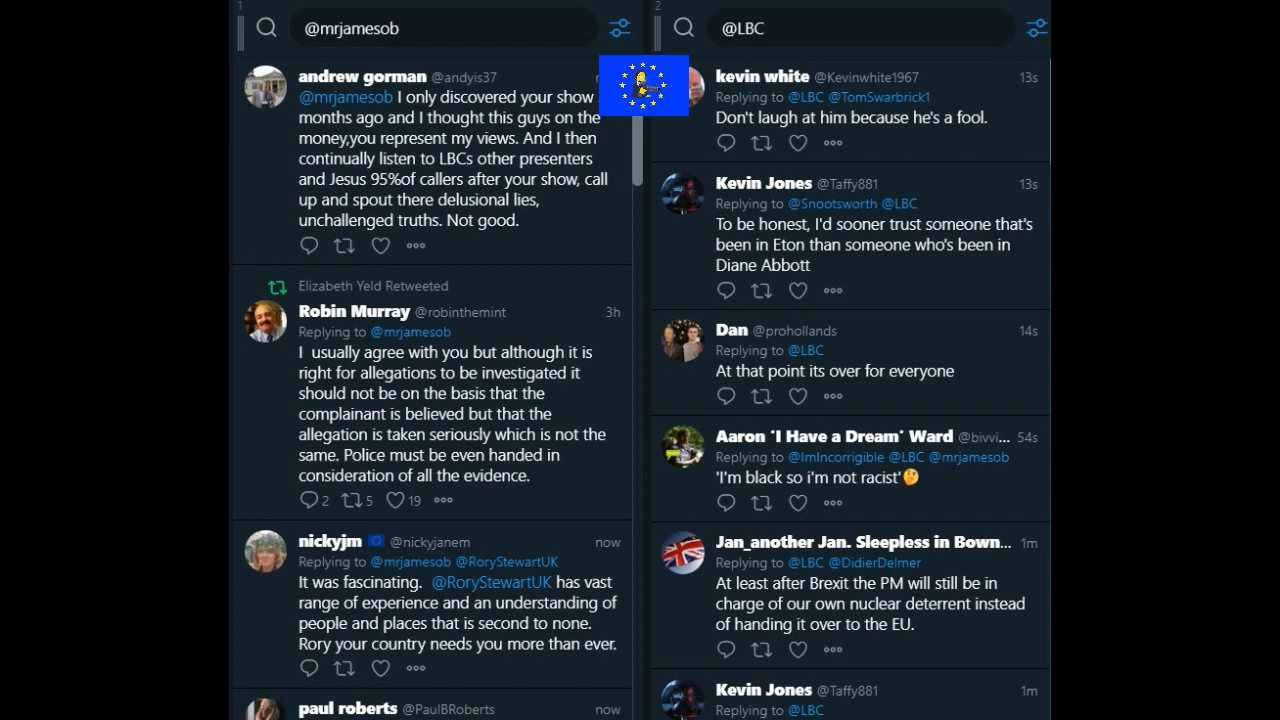 1
@mrjamesob
andrew gorman @andyis37
@mrjamesob I only discovered your show
months ago and I thought this guys on the
money,you represent my views. And I then
continually listen to LBCs other presenters
and Jesus 95%of callers after your show, call
up and spout there delusional lies,
unchallenged truths. Not good.
Elizabeth Yeld Retweeted
Robin Murray @robinthemint 3h
Replying to @mrjamesob
I usually agree with you but although it is
right for allegations to be investigated it
should not be on the basis that the
complainant is believed but that the
allegation is taken seriously which is not the
same. Police must be even handed in
consideration of all the evidence.
2 5 19
nickyjm @nickyjanem now
Replying to @mrjamesob @RoryStewartUK
It was fascinating. @RoryStewartUK has vast
range of experience and an understanding of
people and places that is second to none.
Rory your country needs you more than ever.
paul roberts @PaulBRoberts now
2
@LBC
kevin white @Kevinwhite1967 13s
Replying to @LBC @TomSwarbrick1
Don't laugh at him because he's a fool.
Kevin Jones @Taffy881 13s
Replying to @Snootsworth @LBC
To be honest, I'd sooner trust someone that's
been in Eton than someone who's been in
Diane Abbott
Dan @prohollands 14s
Replying to @LBC
At that point its over for everyone
Aaron "I Have a Dream" Ward @bivvi... 54s
Replying to @ImIncorrigible @LBC @mrjamesob
'I'm black so i'm not racist'🤔
Jan_another Jan. Sleepless in Bown... 1m
Replying to @LBC @DidierDelmer
At least after Brexit the PM will still be in
charge of our own nuclear deterrent instead
of handing it over to the EU.
Kevin Jones @Taffy881 1m
Replying to @LBC